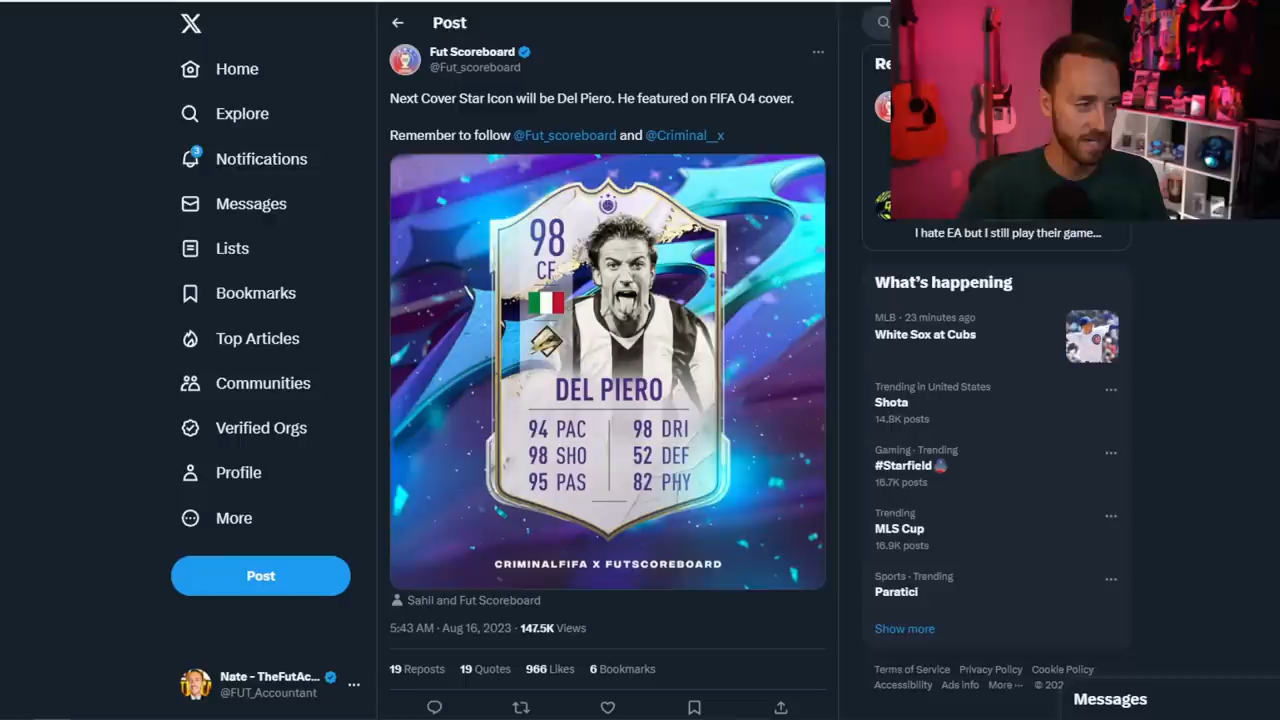 Home
Explore
3
Notifications
Messages
Lists
Bookmarks
Top Articles
Communities
Verified Orgs
Profile
More
Post
Nate - TheFutAc...
@FUT_Accountant
Post
Fut Scoreboard
@Fut_scoreboard
Next Cover Star Icon will be Del Piero. He featured on FIFA 04 cover.
Remember to follow @Fut_scoreboard and @Criminal__x
98
CF
DEL PIERO
94 PAC 98 DRI
98 SHO 52 DEF
95 PAS 82 PHY
CRIMINALFIFA X FUTSCOREBOARD
Sahil and Fut Scoreboard
5:43 AM · Aug 16, 2023 · 147.5K Views
19 Reposts 19 Quotes 966 Likes 6 Bookmarks
Re
I hate EA but I still play their game...
What's happening
MLB · 23 minutes ago
White Sox at Cubs
Trending in United States
Shota
14.8K posts
Gaming · Trending
#Starfield
16.7K posts
Trending
MLS Cup
16.9K posts
Sports · Trending
Paratici
Show more
Terms of Service Privacy Policy Cookie Policy
Accessibility Ads info More ··· © 202
Messages